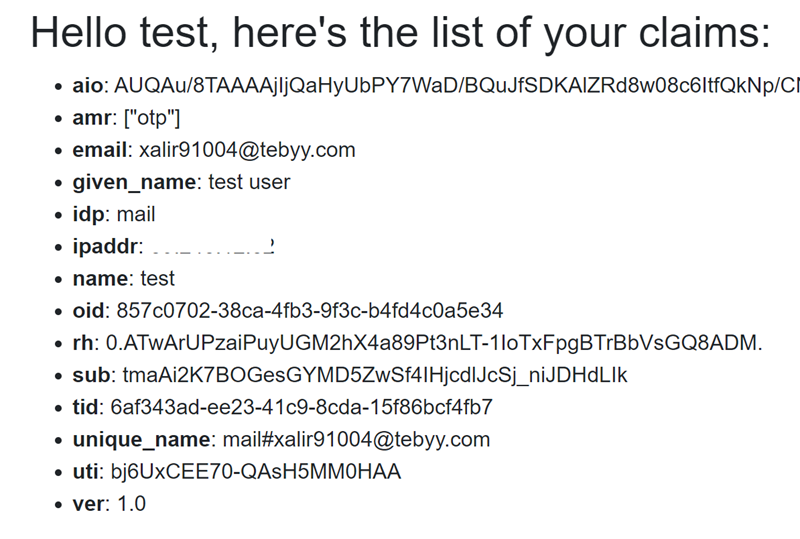 Hello test, here's the list of your claims:
aio: AUQAu/8TAAAAjIjQaHyUbPY7WaD/BQuJfSDKAlZRd8w08c6ItfQkNp/Cl
amr: ["otp"]
email: xalir91004@tebyy.com
given_name: test user
idp: mail
ipaddr:
name: test
oid: 857c0702-38ca-4fb3-9f3c-b4fd4c0a5e34
rh: 0.ATwArUPzaiPuyUGM2hX4a89Pt3nLT-1IoTxFpgBTrBbVsGQ8ADM.
sub: tmaAi2K7BOGesGYMD5ZwSf4IHjcdlJcSj_niJDHdLIk
tid: 6af343ad-ee23-41c9-8cda-15f86bcf4fb7
unique_name: mail#xalir91004@tebyy.com
uti: bj6UxCEE70-QAsH5MM0HAA
ver: 1.0